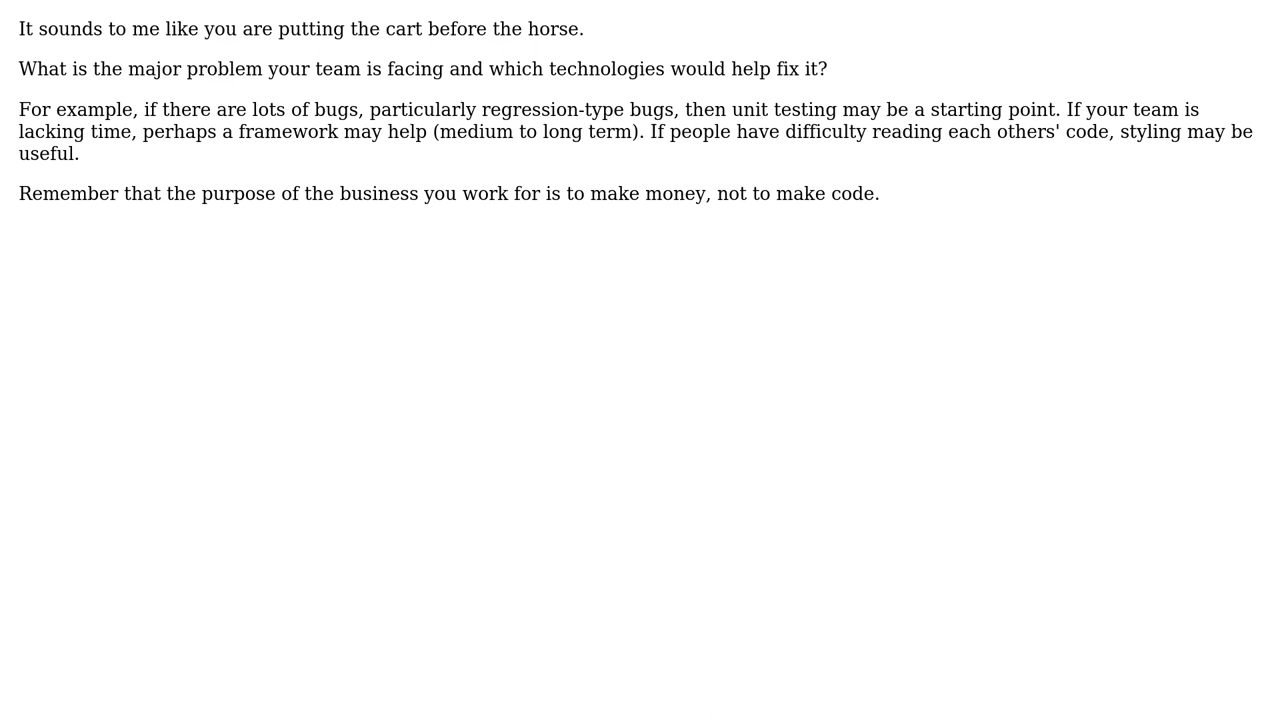 It sounds to me like you are putting the cart before the horse.
What is the major problem your team is facing and which technologies would help fix it?
For example, if there are lots of bugs, particularly regression-type bugs, then unit testing may be a starting point. If your team is
lacking time, perhaps a framework may help (medium to long term). If people have difficulty reading each others' code, styling may be
useful.
Remember that the purpose of the business you work for is to make money, not to make code.